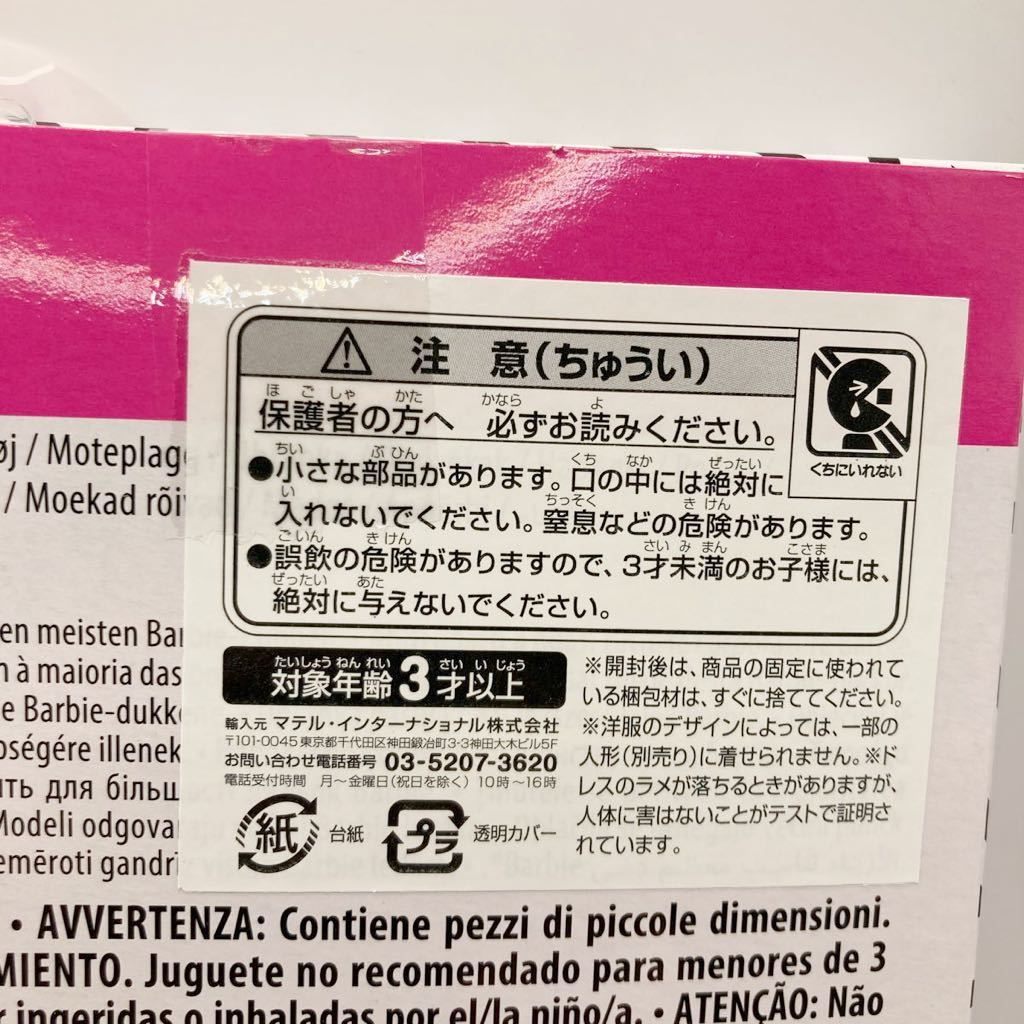 øj / Moteplagg
/ Moekad rõiv
⚠ 注 意(ちゅうい)
ほごしゃ かた かなら よ
保護者の方へ 必ずお読みください。
くちにいれない
ちい ぶひん くち なか ぜったい
●小さな部品があります。口の中には絶対に
い ちっそく きけん
入れないでください。窒息などの危険があります。
ごいん きけん さいみまん こさま
●誤飲の危険がありますので、3才未満のお子様には、
ぜったい あた
絶対に与えないでください。
たいしょうねんれい さいいじょう
対象年齢3才以上
輸入元 マテル・インターナショナル株式会社
〒101-0045 東京都千代田区神田鍛冶町3-3神田大木ビル5F
お問い合わせ電話番号 03-5207-3620
電話受付時間 月〜金曜日(祝日を除く) 10時〜16時
紙 台紙 プラ 透明カバー
※開封後は、商品の固定に使われて
いる梱包材は、すぐに捨ててください。
※洋服のデザインによっては、一部の
人形(別売り)に着せられません。※ド
レスのラメが落ちるときがありますが、
人体に害はないことがテストで証明さ
れています。
en meisten Barbie-
n à maioria das
e Barbie-dukke
oségére illenek
ять для більш
Modeli odgovar
emēroti gandri
• AVVERTENZA: Contiene pezzi di piccole dimensioni.
MIENTO. Juguete no recomendado para menores de 3
r ingeridas o inhaladas por el/la niño/a. • ATENÇÃO: Não